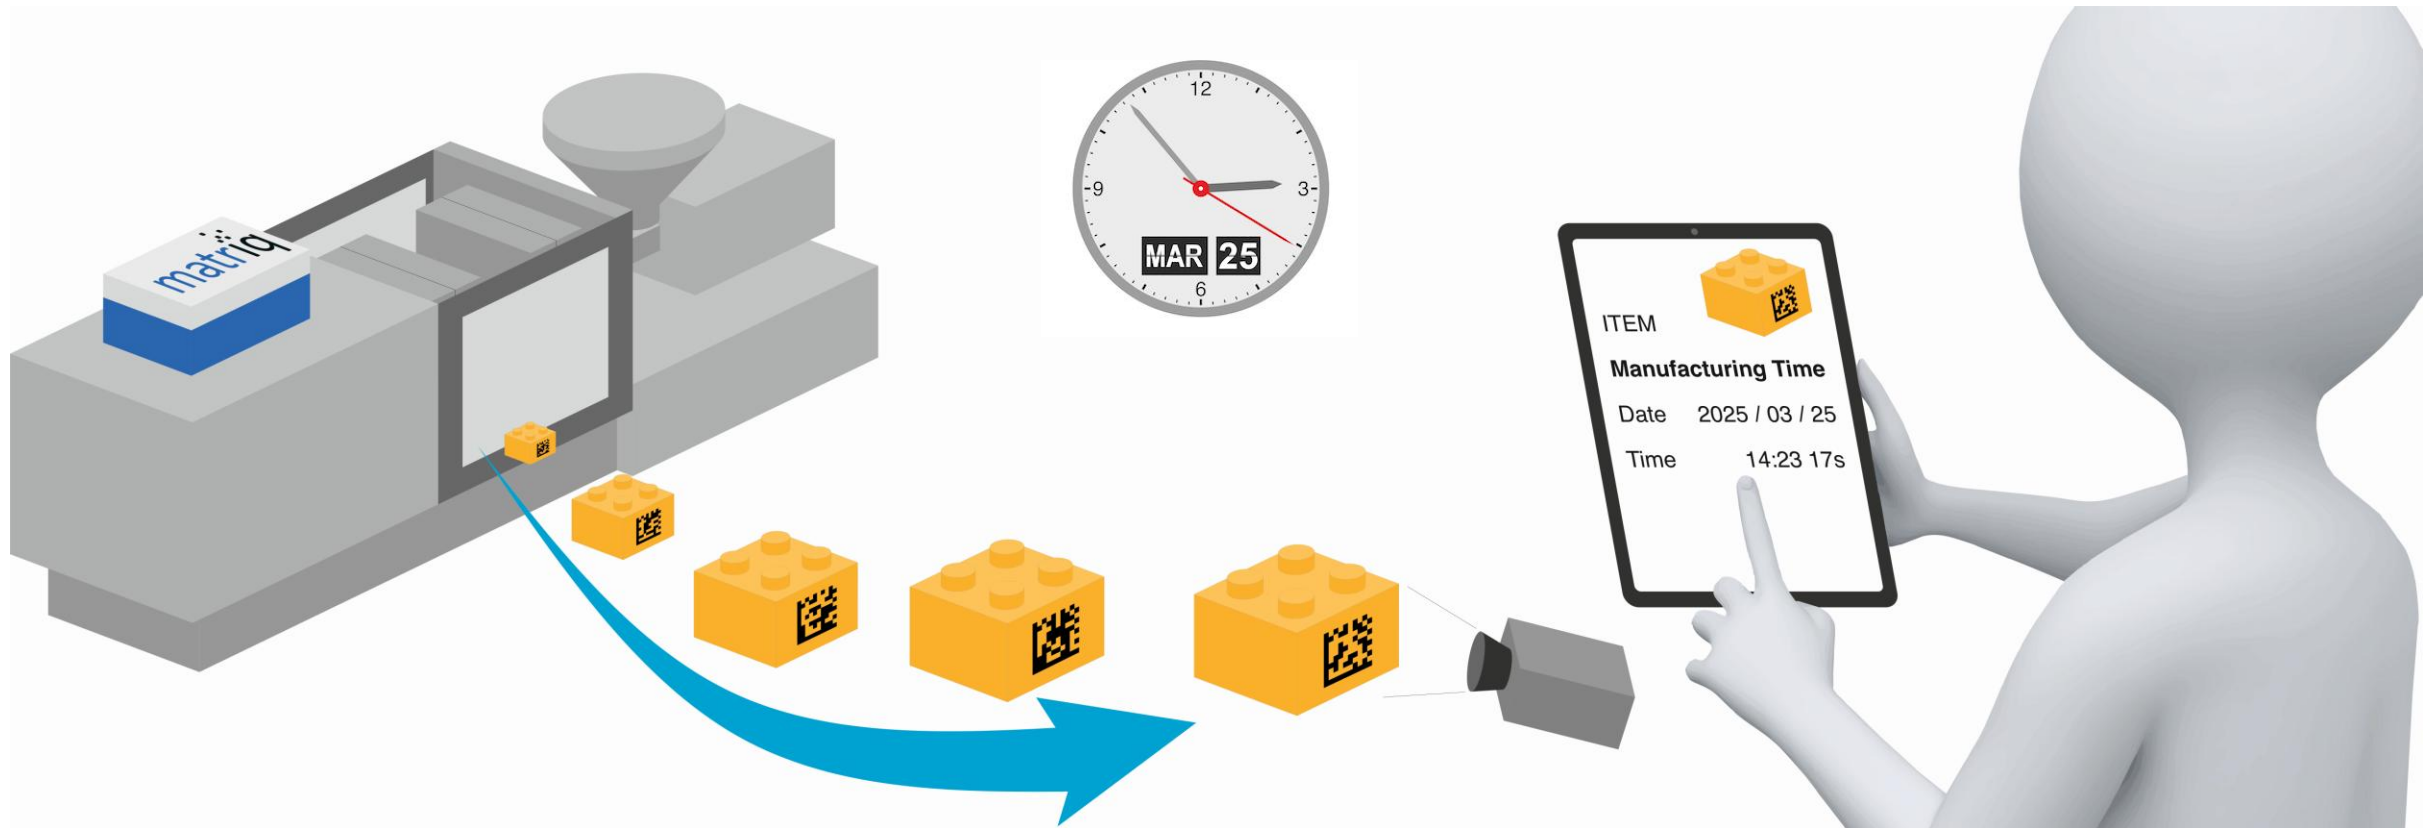 matriq
12
9
3
MAR 25
6
ITEM
Manufacturing Time
Date 2025 / 03 / 25
Time 14:23 17s